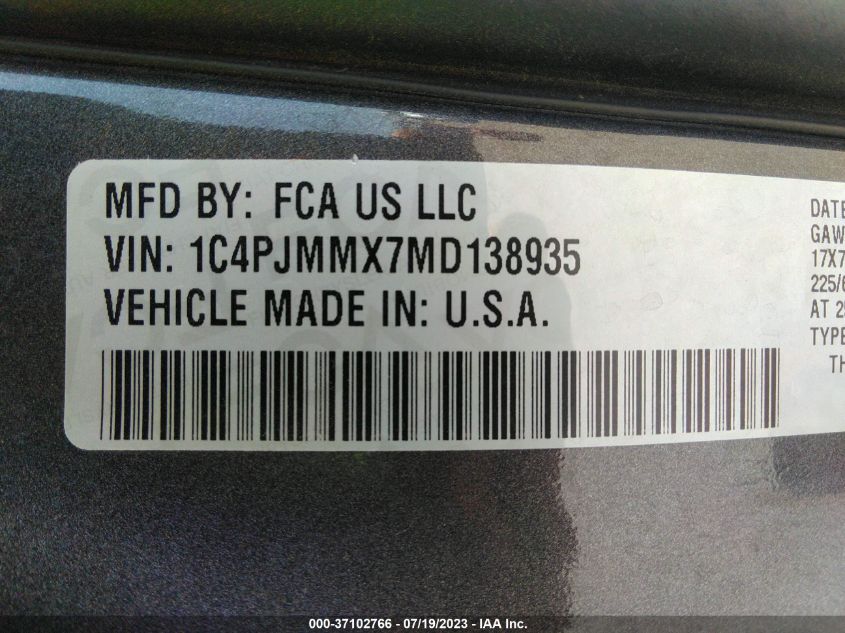 MFD BY: FCA US LLC
VIN: 1C4PJMMX7MD138935
VEHICLE MADE IN: U.S.A.
DATE
GAW
17X7
225/6
AT 25
TYPE
TH
000-37102766 - 07/19/2023 - IAA Inc.